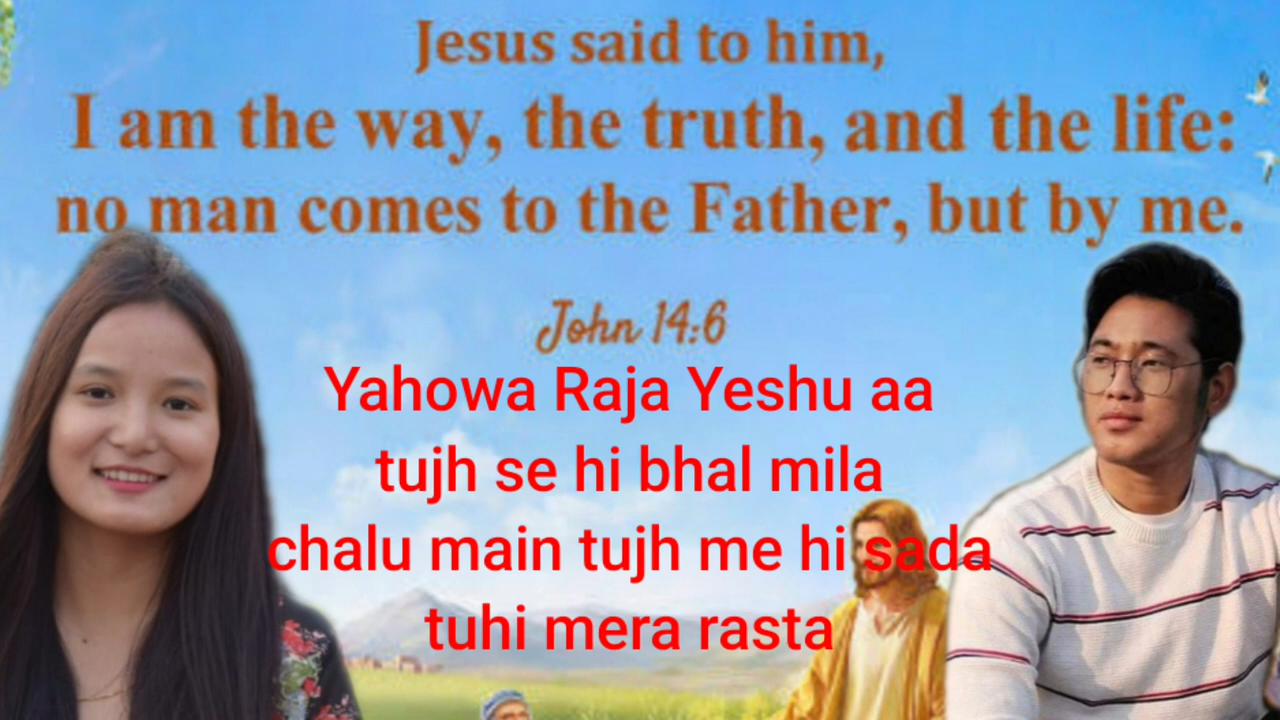 Jesus said to him,
I am the way, the truth, and the life:
no man comes to the Father, but by me.
John 14:6
Yahowa Raja Yeshu aa
tujh se hi bhal mila
chalu main tujh me hi sada
tuhi mera rasta